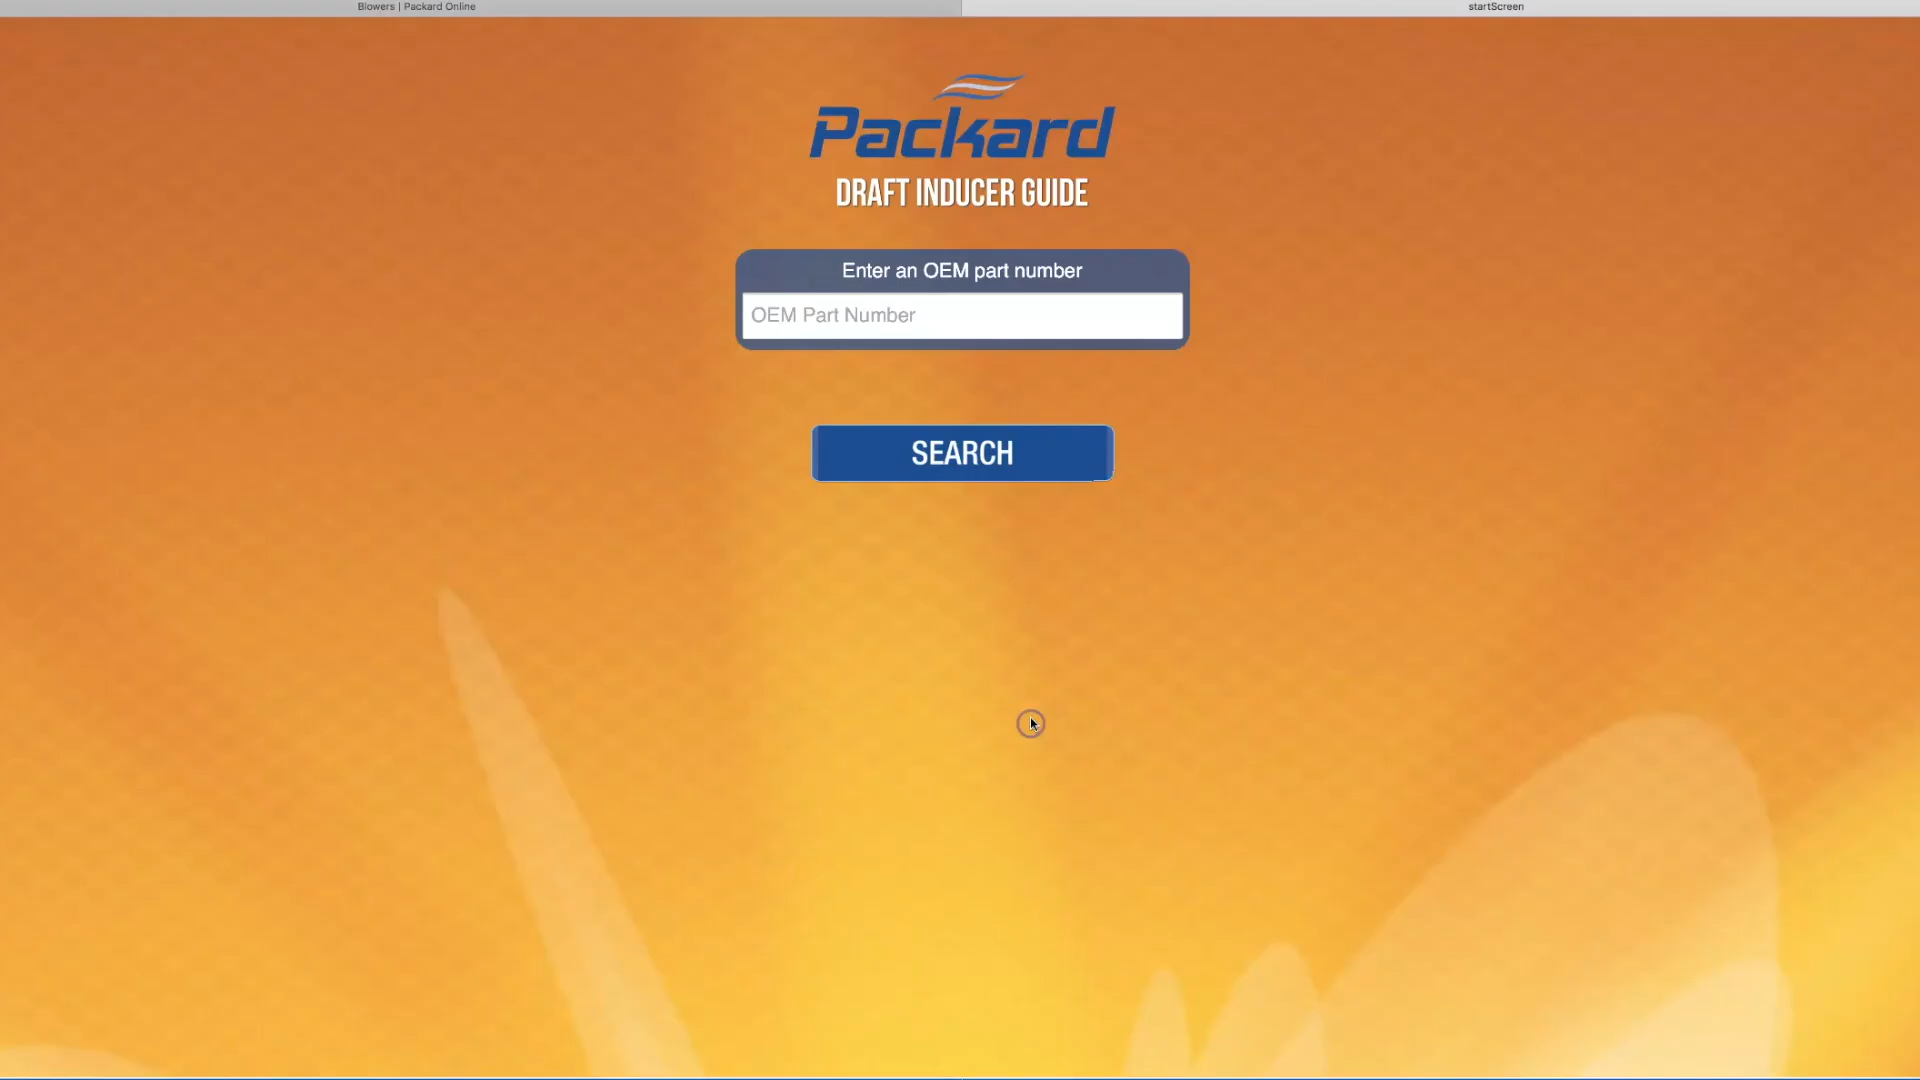 Blowers | Packard Online
startScreen
Packard
DRAFT INDUCER GUIDE
Enter an OEM part number
OEM Part Number
SEARCH